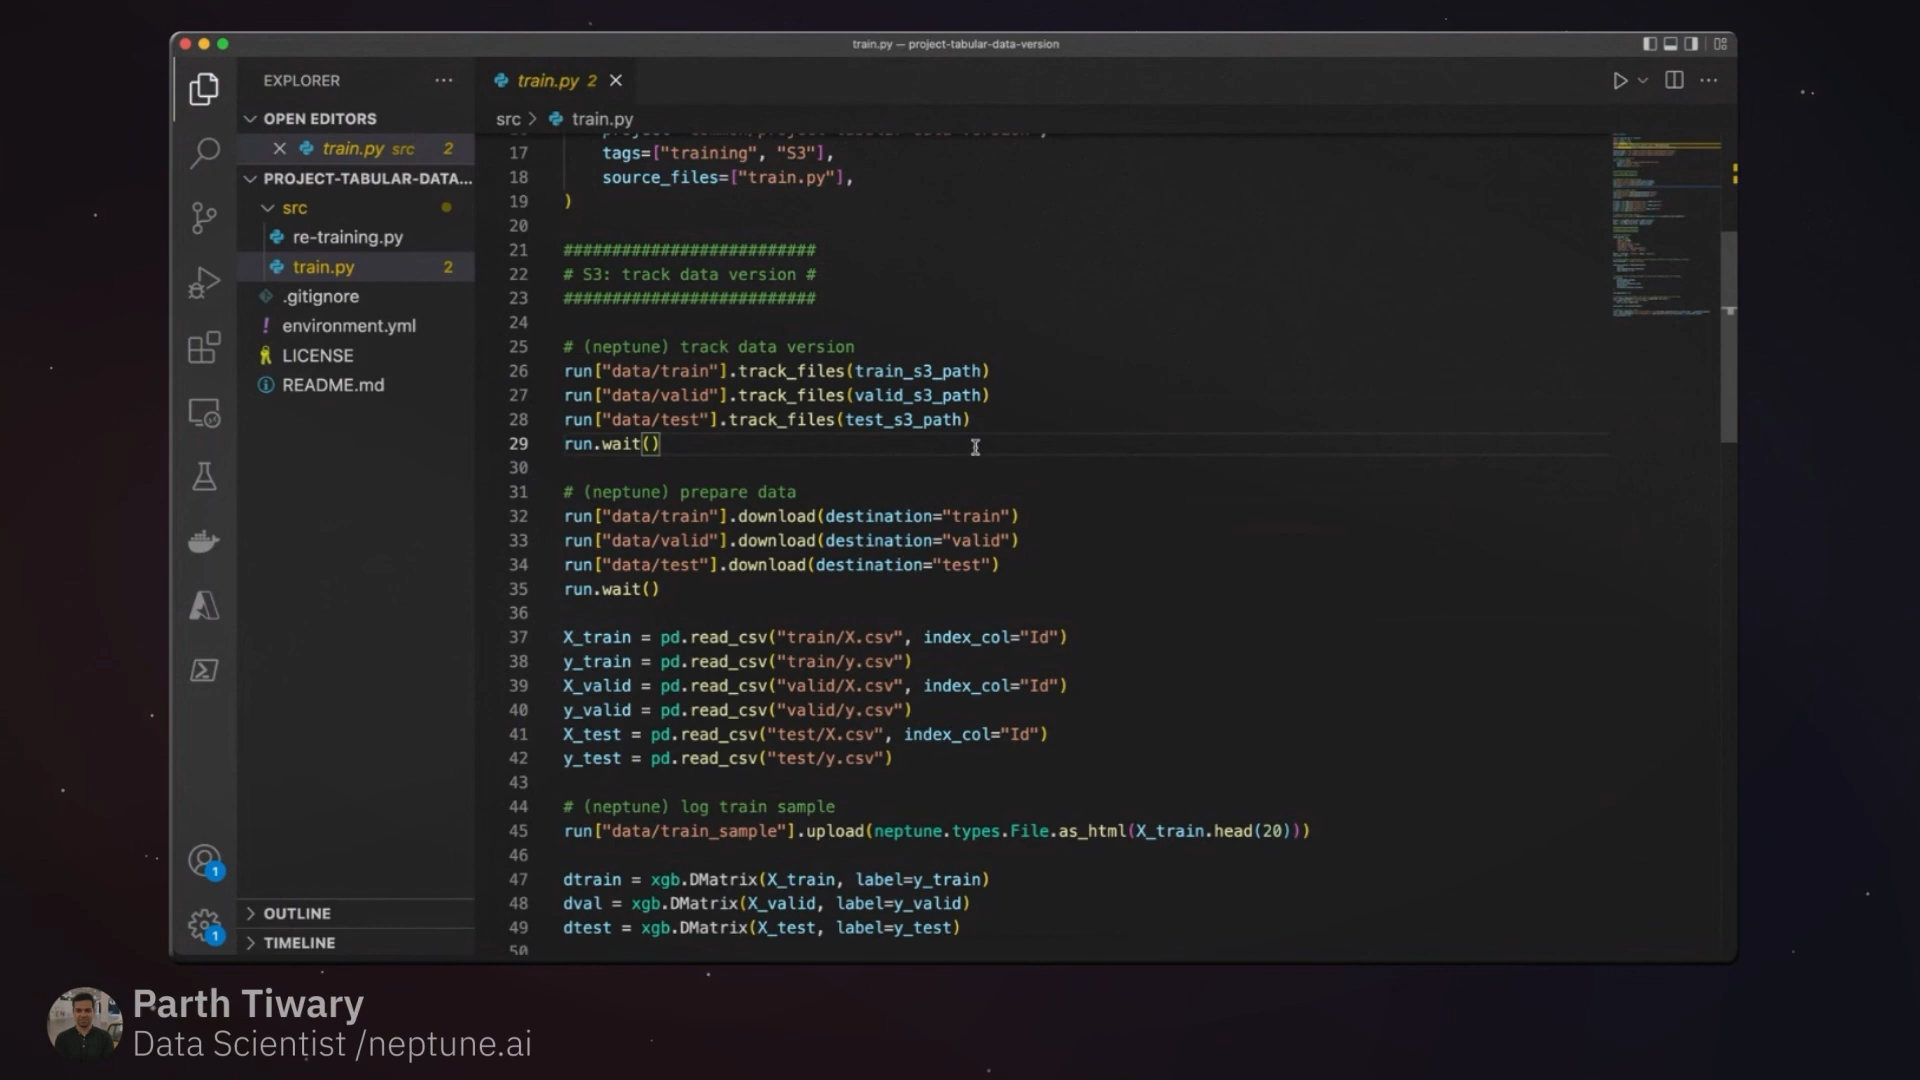 train.py — project-tabular-data-version
EXPLORER
OPEN EDITORS
train.py src 2
PROJECT-TABULAR-DATA...
src
re-training.py
train.py 2
.gitignore
! environment.yml
LICENSE
README.md
OUTLINE
TIMELINE
1
1
train.py 2
src > train.py
17 tags=["training", "S3"],
18 source_files=["train.py"],
19 )
20
21 ##########################
22 # S3: track data version #
23 ##########################
24
25 # (neptune) track data version
26 run["data/train"].track_files(train_s3_path)
27 run["data/valid"].track_files(valid_s3_path)
28 run["data/test"].track_files(test_s3_path)
29 run.wait()
30
31 # (neptune) prepare data
32 run["data/train"].download(destination="train")
33 run["data/valid"].download(destination="valid")
34 run["data/test"].download(destination="test")
35 run.wait()
36
37 X_train = pd.read_csv("train/X.csv", index_col="Id")
38 y_train = pd.read_csv("train/y.csv")
39 X_valid = pd.read_csv("valid/X.csv", index_col="Id")
40 y_valid = pd.read_csv("valid/y.csv")
41 X_test = pd.read_csv("test/X.csv", index_col="Id")
42 y_test = pd.read_csv("test/y.csv")
43
44 # (neptune) log train sample
45 run["data/train_sample"].upload(neptune.types.File.as_html(X_train.head(20)))
46
47 dtrain = xgb.DMatrix(X_train, label=y_train)
48 dval = xgb.DMatrix(X_valid, label=y_valid)
49 dtest = xgb.DMatrix(X_test, label=y_test)
50
Parth Tiwary
Data Scientist /neptune.ai